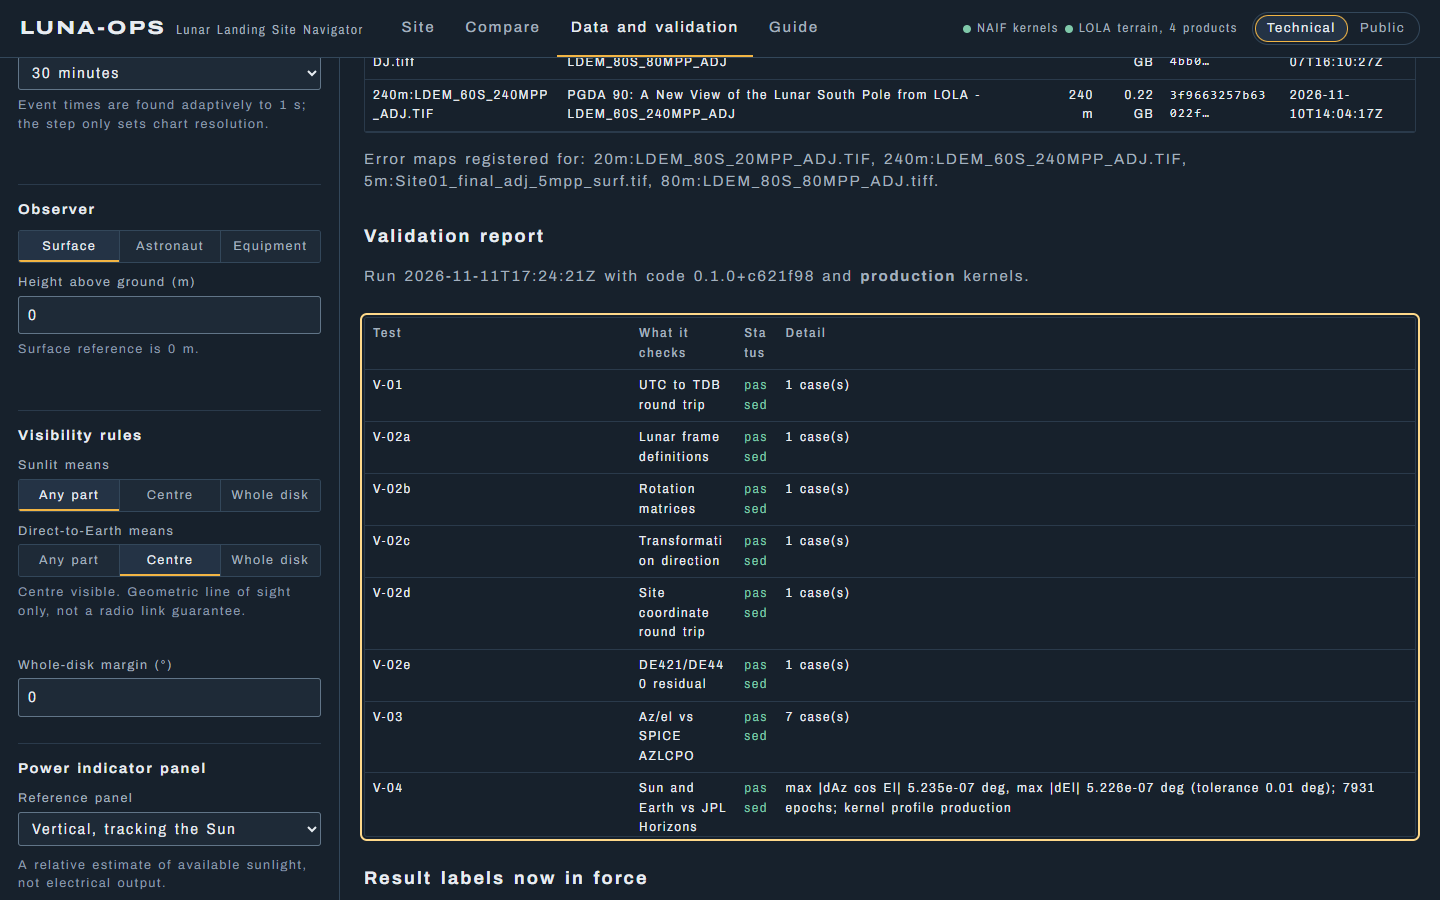 LUNA-OPS Lunar Landing Site Navigator Site Compare Data and validation Guide NAIF kernels LOLA terrain, 4 products Technical Public
30 minutes
Event times are found adaptively to 1 s;
the step only sets chart resolution.
Observer
Surface Astronaut Equipment
Height above ground (m)
0
Surface reference is 0 m.
Visibility rules
Sunlit means
Any part Centre Whole disk
Direct-to-Earth means
Any part Centre Whole disk
Centre visible. Geometric line of sight
only, not a radio link guarantee.
Whole-disk margin (°)
0
Power indicator panel
Reference panel
Vertical, tracking the Sun
A relative estimate of available sunlight,
not electrical output.
DJ.tiff LDEM_80S_80MPP_ADJ GB 4bb0… 07T16:10:27Z
240m:LDEM_60S_240MPP PGDA 90: A New View of the Lunar South Pole from LOLA - 240 0.22 3f9663257b63 2026-11-
_ADJ.TIF LDEM_60S_240MPP_ADJ m GB 022f… 10T14:04:17Z
Error maps registered for: 20m:LDEM_80S_20MPP_ADJ.TIF, 240m:LDEM_60S_240MPP_ADJ.TIF,
5m:Site01_final_adj_5mpp_surf.tif, 80m:LDEM_80S_80MPP_ADJ.tiff.
Validation report
Run 2026-11-11T17:24:21Z with code 0.1.0+c621f98 and production kernels.
Test What it Sta Detail
checks tus
V-01 UTC to TDB pas 1 case(s)
round trip sed
V-02a Lunar frame pas 1 case(s)
definitions sed
V-02b Rotation pas 1 case(s)
matrices sed
V-02c Transformati pas 1 case(s)
on direction sed
V-02d Site pas 1 case(s)
coordinate sed
round trip
V-02e DE421/DE44 pas 1 case(s)
0 residual sed
V-03 Az/el vs pas 7 case(s)
SPICE sed
AZLCPO
V-04 Sun and pas max |dAz cos El| 5.235e-07 deg, max |dEl| 5.226e-07 deg (tolerance 0.01 deg); 7931
Earth vs JPL sed epochs; kernel profile production
Horizons
Result labels now in force